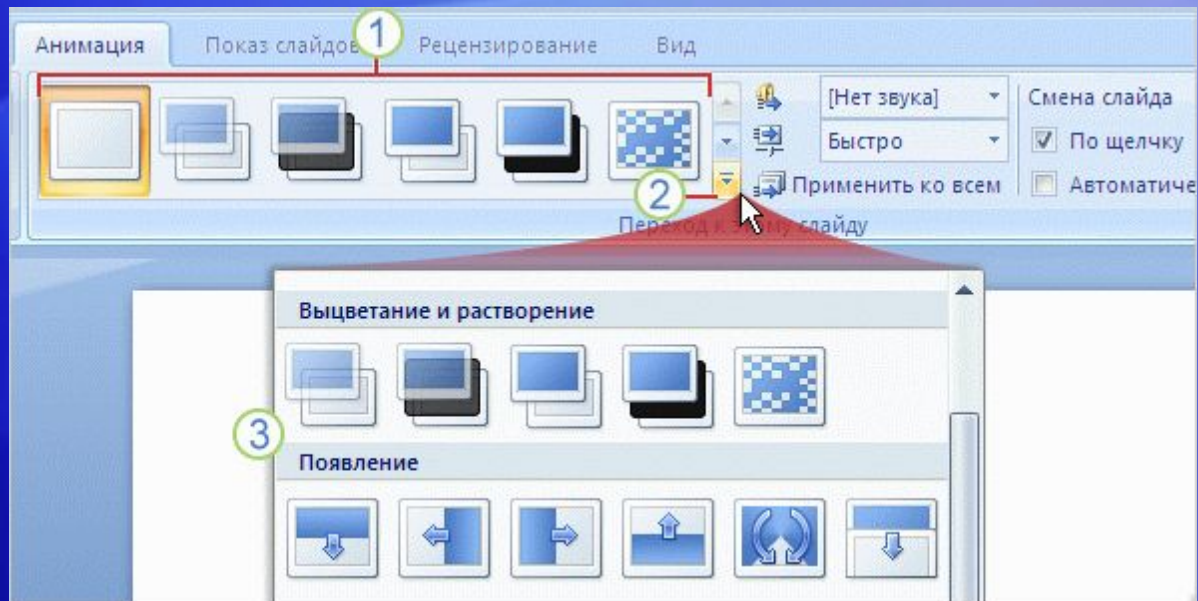 Анимация Показ слайдов Рецензирование Вид
1
[Нет звука] Смена слайда
Быстро По щелчку
2
Применить ко всем Автоматиче
Переход к этому слайду
Выцветание и растворение
3
Появление